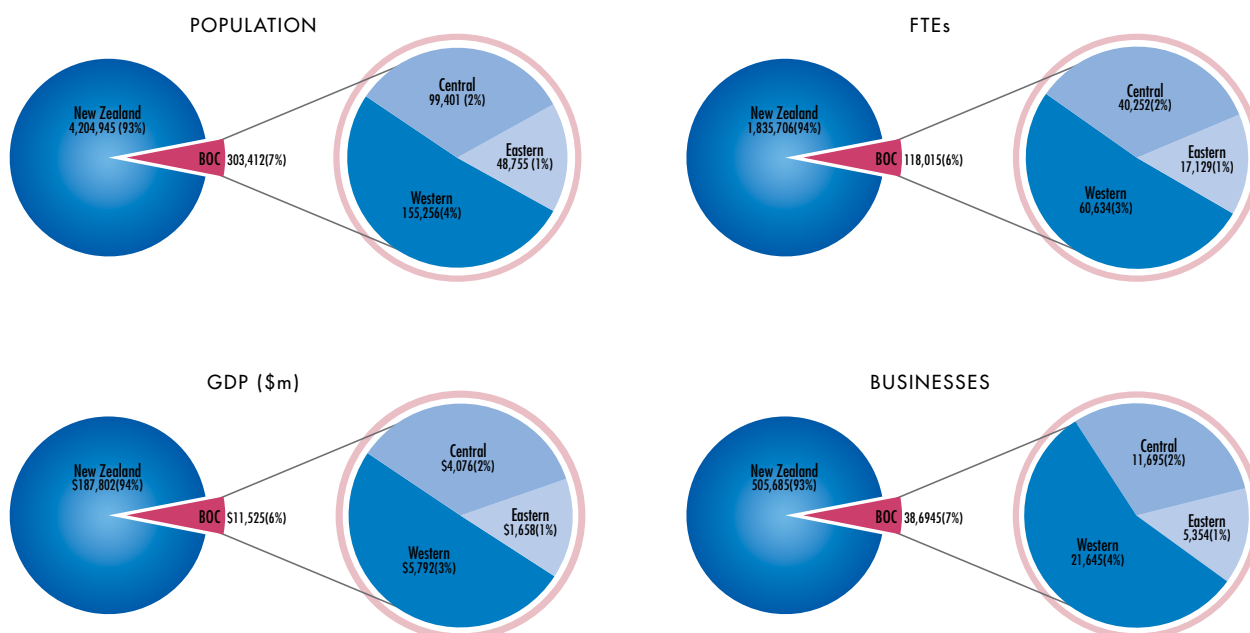 POPULATION
New Zealand
4,204,945 (93%)
BOC
303,412(7%)
Central
99,401 (2%)
Eastern
48,755 (1%)
Western
155,256(4%)
FTEs
New Zealand
1,835,706(94%)
BOC
118,015(6%)
Central
40,252(2%)
Eastern
17,129(1%)
Western
60,634(3%)
GDP ($m)
New Zealand
$187,802(94%)
BOC
$11,525(6%)
Central
$4,076(2%)
Eastern
$1,658(1%)
Western
$5,792(3%)
BUSINESSES
New Zealand
505,685(93%)
BOC
38,6945(7%)
Central
11,695(2%)
Eastern
5,354(1%)
Western
21,645(4%)